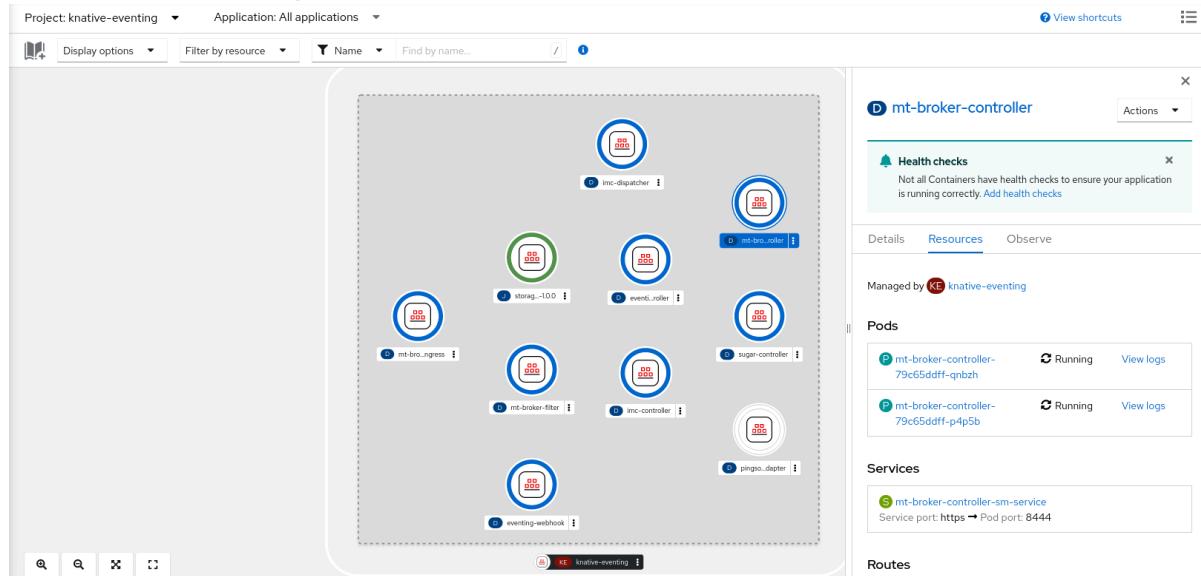 Project: knative-eventing
Application: All applications
View shortcuts
Display options
Filter by resource
Name
Find by name...
/
D mt-broker-controller
Actions
Health checks
Not all Containers have health checks to ensure your application
is running correctly. Add health checks
Details
Resources
Observe
Managed by KE knative-eventing
Pods
P mt-broker-controller-
79c65ddff-qnbzh
Running
View logs
P mt-broker-controller-
79c65ddff-p4p5b
Running
View logs
Services
S mt-broker-controller-sm-service
Service port: https → Pod port: 8444
Routes
D imc-dispatcher
D mt-bro...roller
J storag...-1.0.0
D eventi...roller
D mt-bro...ngress
D sugar-controller
D mt-broker-filter
D imc-controller
D pingso...dapter
D eventing-webhook
KE knative-eventing